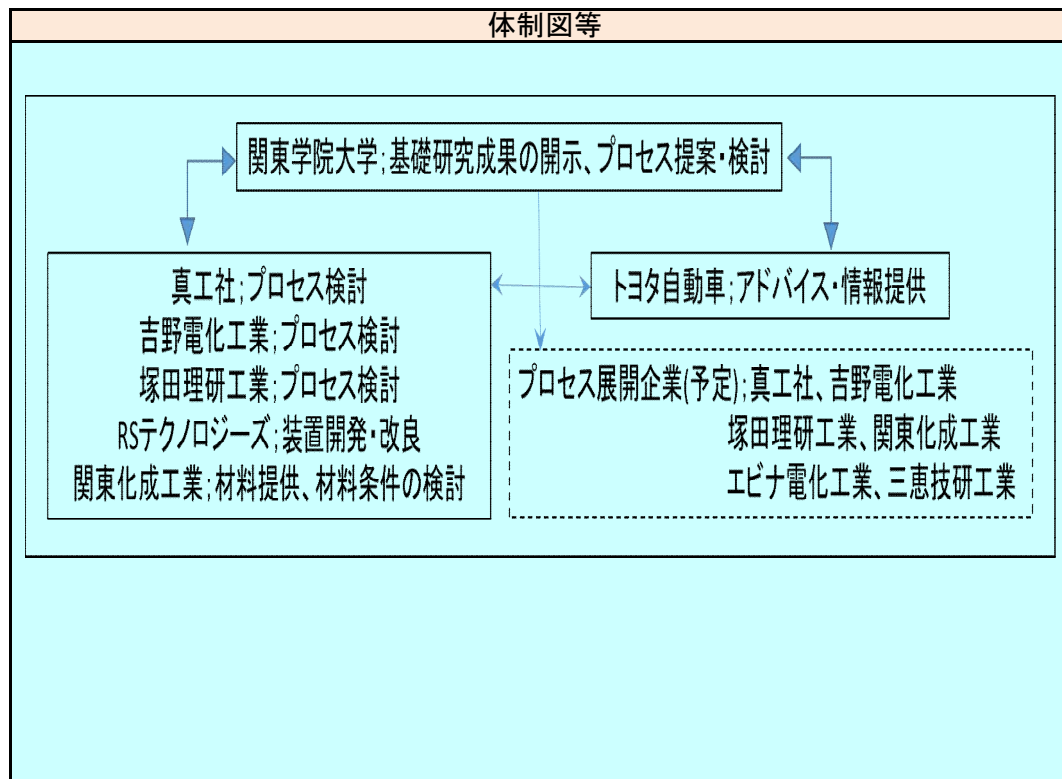 体制図等
関東学院大学;基礎研究成果の開示、プロセス提案・検討
真工社;プロセス検討
吉野電化工業;プロセス検討
塚田理研工業;プロセス検討
RSテクノロジーズ;装置開発・改良
関東化成工業;材料提供、材料条件の検討
トヨタ自動車;アドバイス・情報提供
プロセス展開企業(予定);真工社、吉野電化工業
塚田理研工業、関東化成工業
エビナ電化工業、三恵技研工業